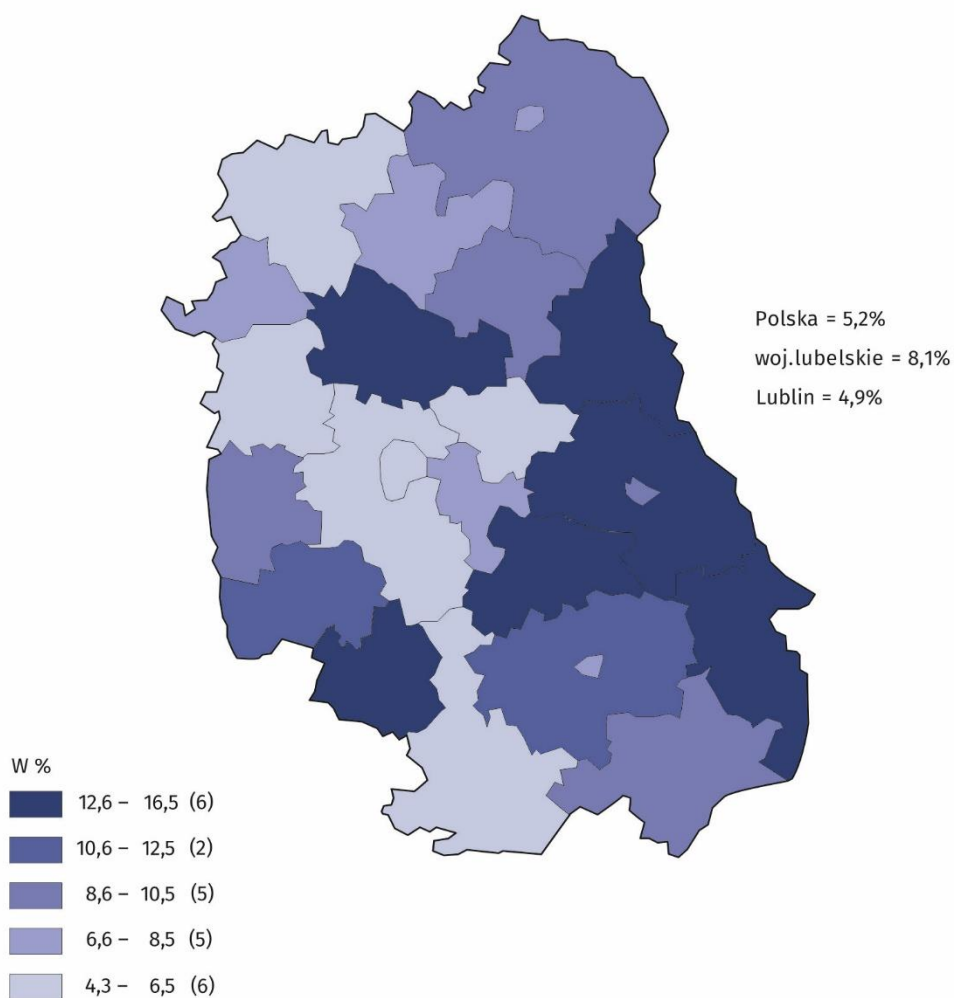 Polska = 5,2%
woj.lubelskie = 8,1%
Lublin = 4,9%
W %
12,6 – 16,5 (6)
10,6 – 12,5 (2)
8,6 – 10,5 (5)
6,6 – 8,5 (5)
4,3 – 6,5 (6)